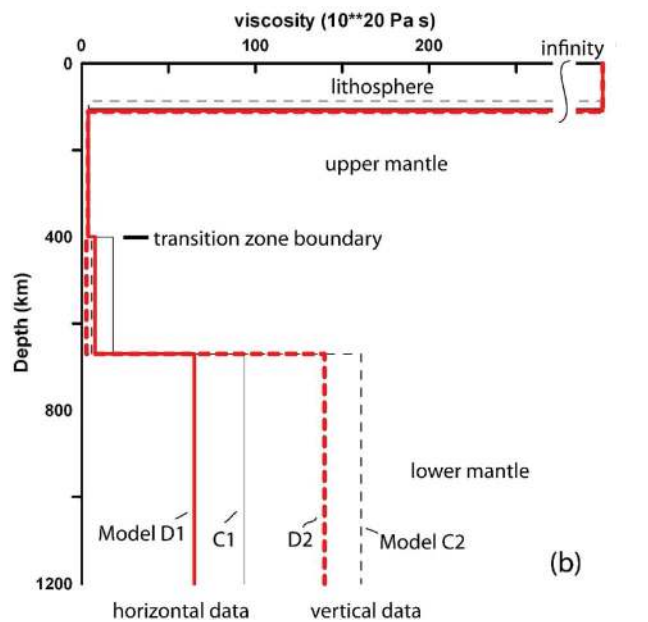 viscosity (10**20 Pa s)
0 100 200 infinity
0
lithosphere
upper mantle
400
transition zone boundary
Depth (km)
800
lower mantle
Model D1 C1 D2 Model C2
(b)
1200
horizontal data vertical data